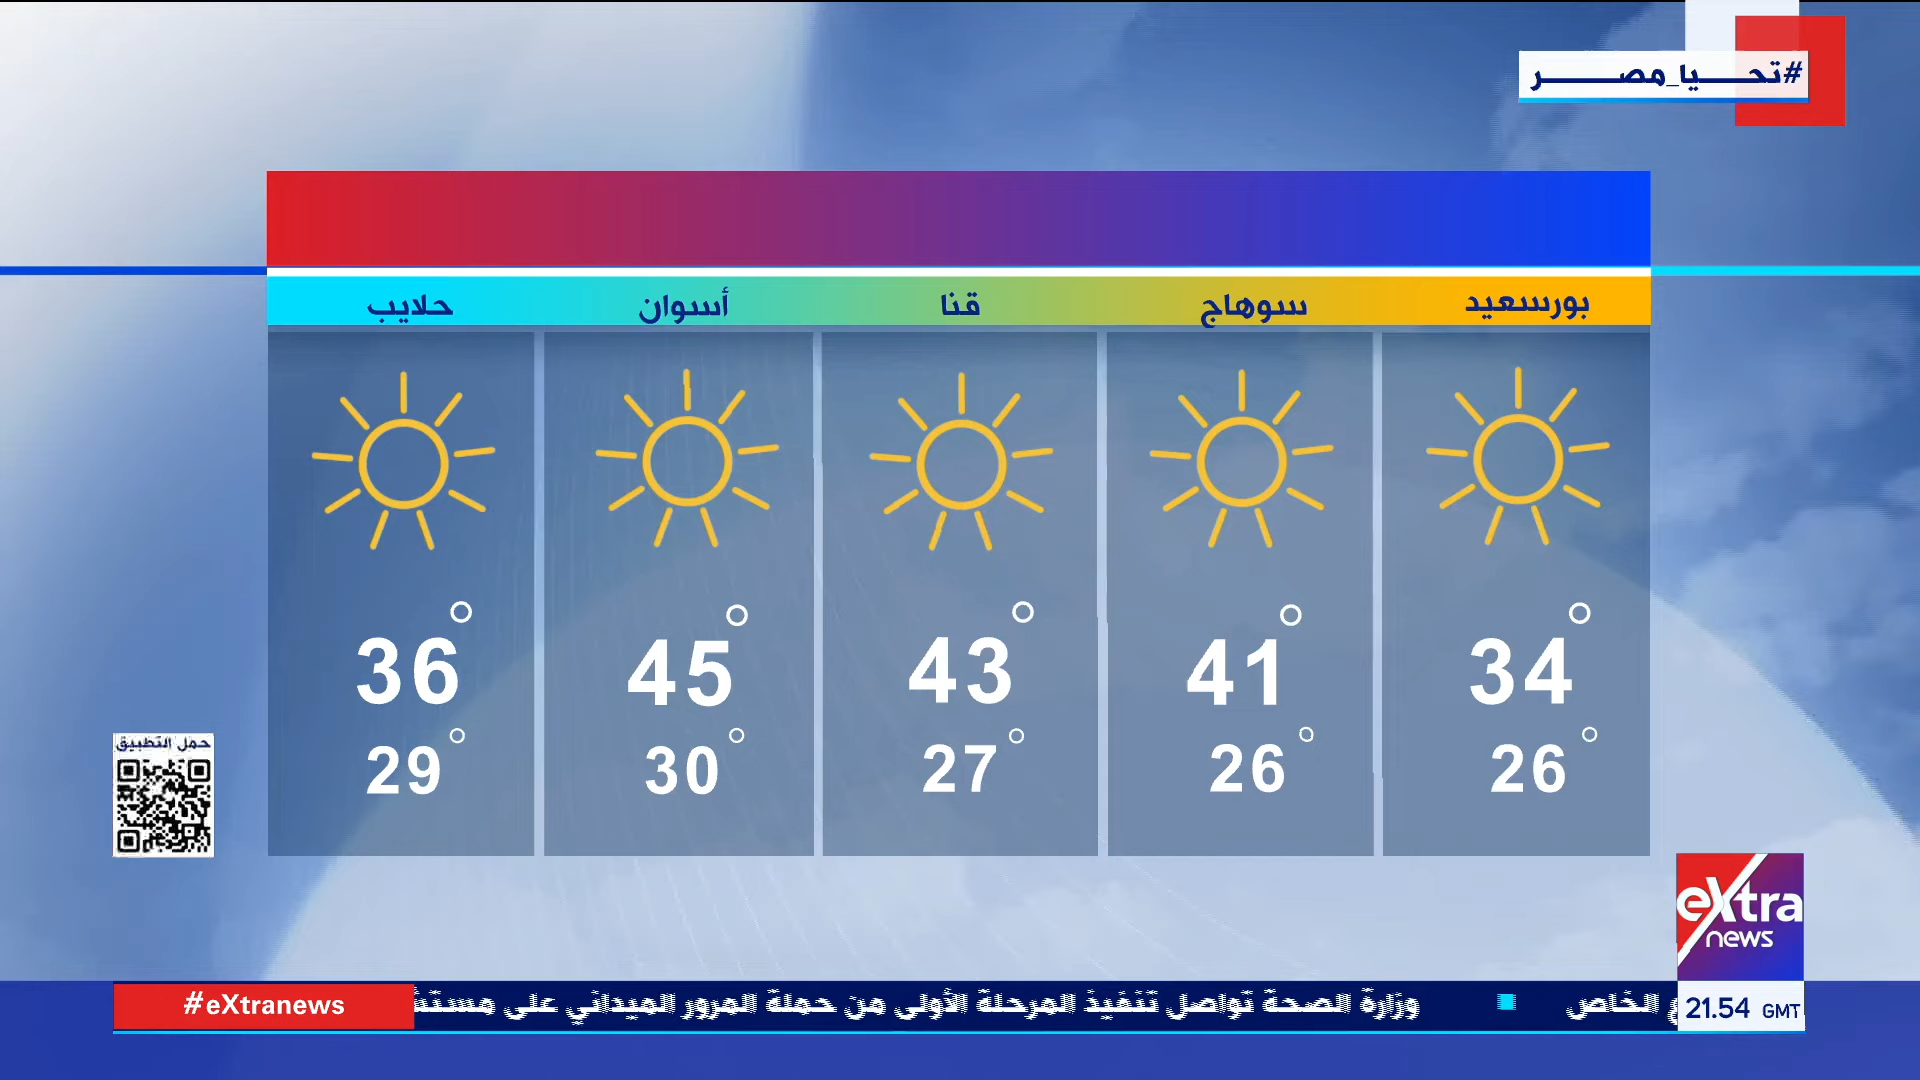 #تحيا_مصر
بورسعيد سوهاج قنا أسوان حلايب
34° 41° 43° 45° 36°
26° 26° 27° 30° 29°
حمل التطبيق
eXtra
news
الخاص وزارة الصحة تواصل تنفيذ المرحلة الأولى من حملة المرور الميداني على
#eXtranews
21.54 GMT